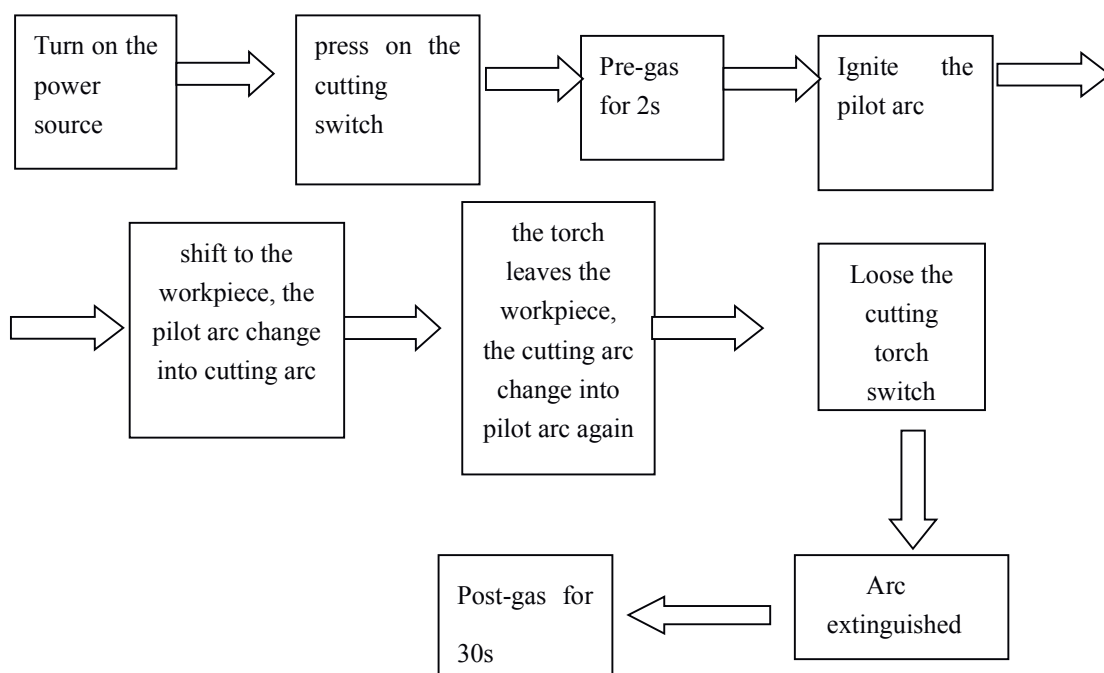 Turn on the
power
source
press on the
cutting
switch
Pre-gas
for 2s
Ignite the
pilot arc
shift to the
workpiece, the
pilot arc change
into cutting arc
the torch
leaves the
workpiece,
the cutting arc
change into
pilot arc again
Loose the
cutting
torch
switch
Arc
extinguished
Post-gas for
30s